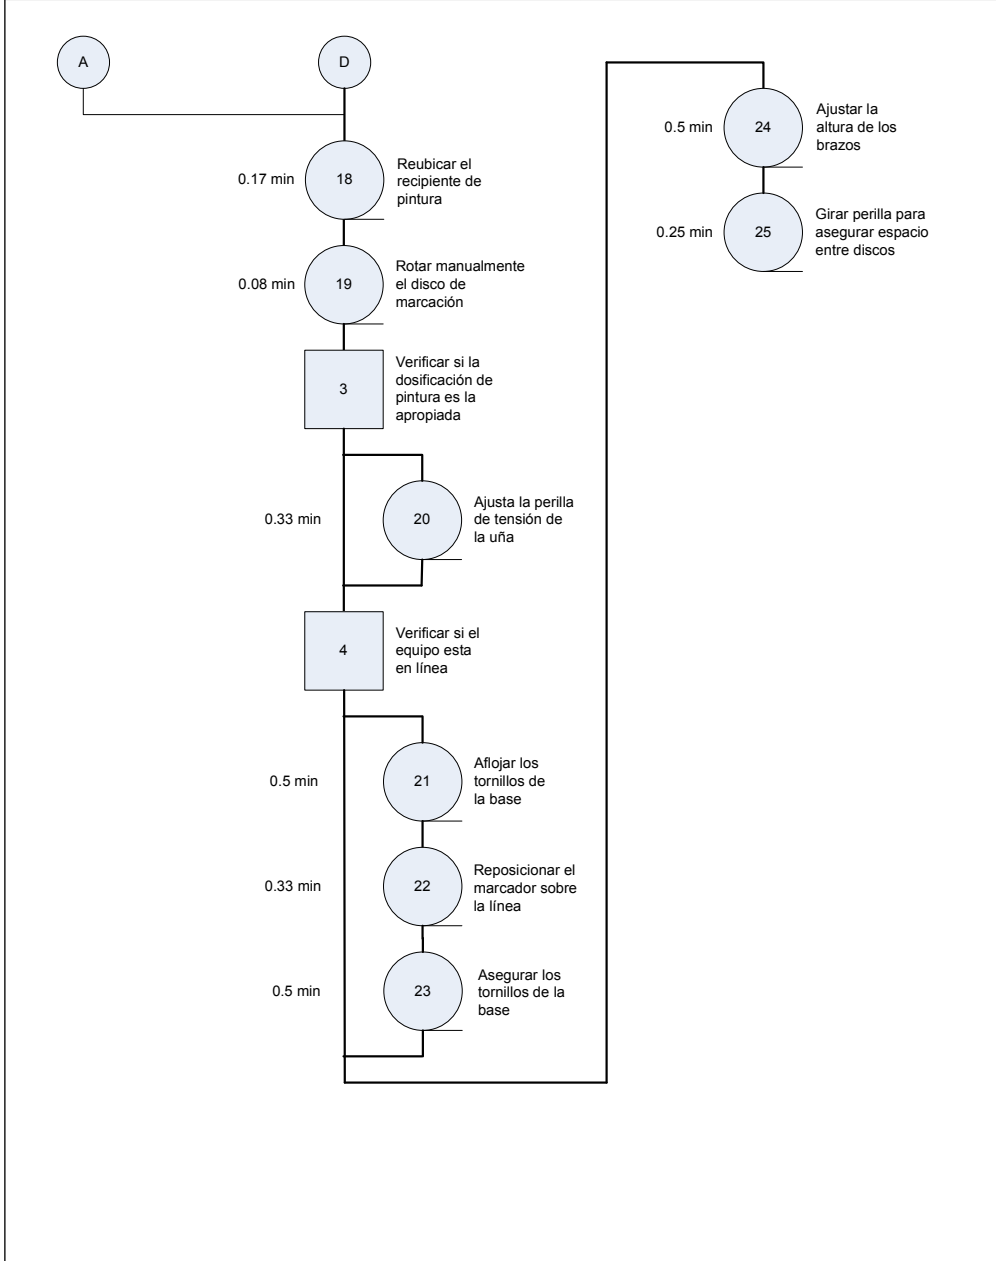 A
D
0.17 min
18
Reubicar el
recipiente de
pintura
0.08 min
19
Rotar manualmente
el disco de
marcación
3
Verificar si la
dosificación de
pintura es la
apropiada
0.33 min
20
Ajusta la perilla
de tensión de
la uña
4
Verificar si el
equipo esta
en línea
0.5 min
21
Aflojar los
tornillos de
la base
0.33 min
22
Reposicionar el
marcador sobre
la línea
0.5 min
23
Asegurar los
tornillos de la
base
0.5 min
24
Ajustar la
altura de los
brazos
0.25 min
25
Girar perilla para
asegurar espacio
entre discos